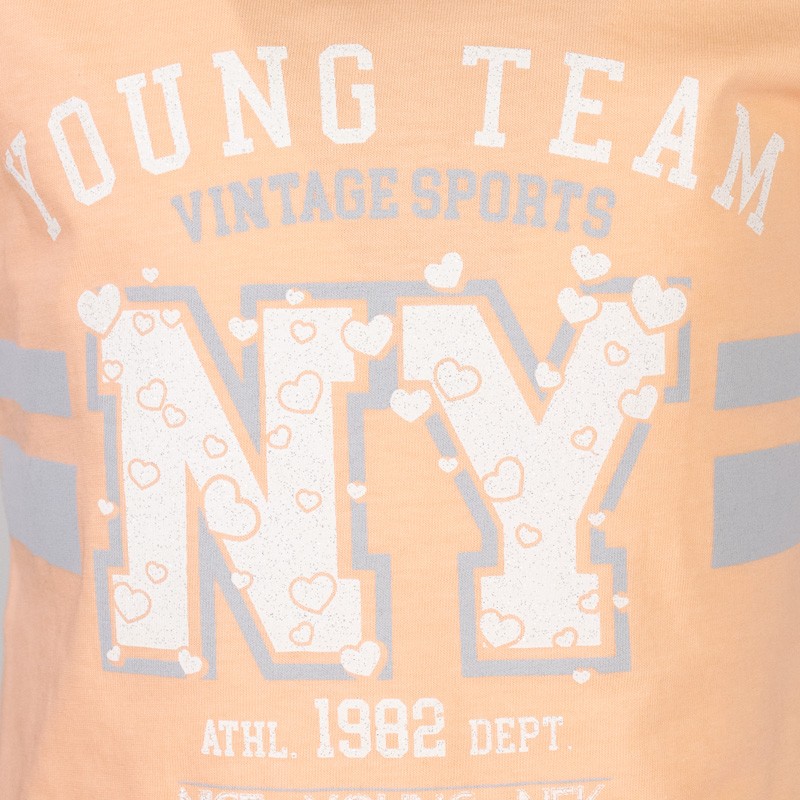 YOUNG TEAM
VINTAGE SPORTS
NY
ATHL. 1982 DEPT.